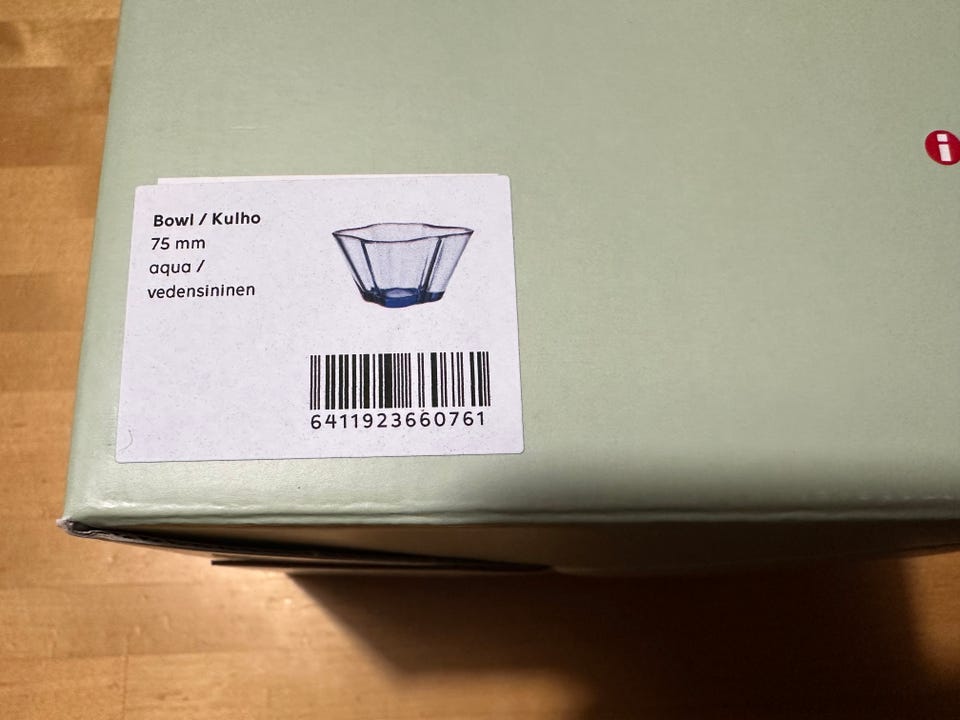 Bowl / Kulho
75 mm
aqua /
vedensininen
6411923660761
i